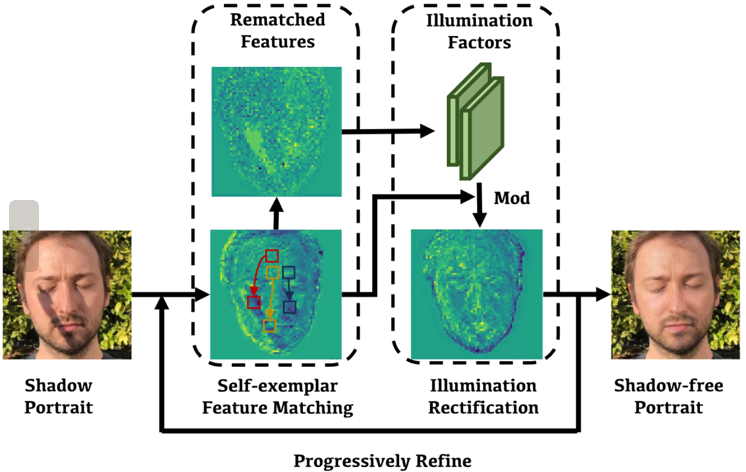 Rematched
Features
Illumination
Factors
Mod
Shadow
Portrait
Self-exemplar
Feature Matching
Illumination
Rectification
Shadow-free
Portrait
Progressively Refine